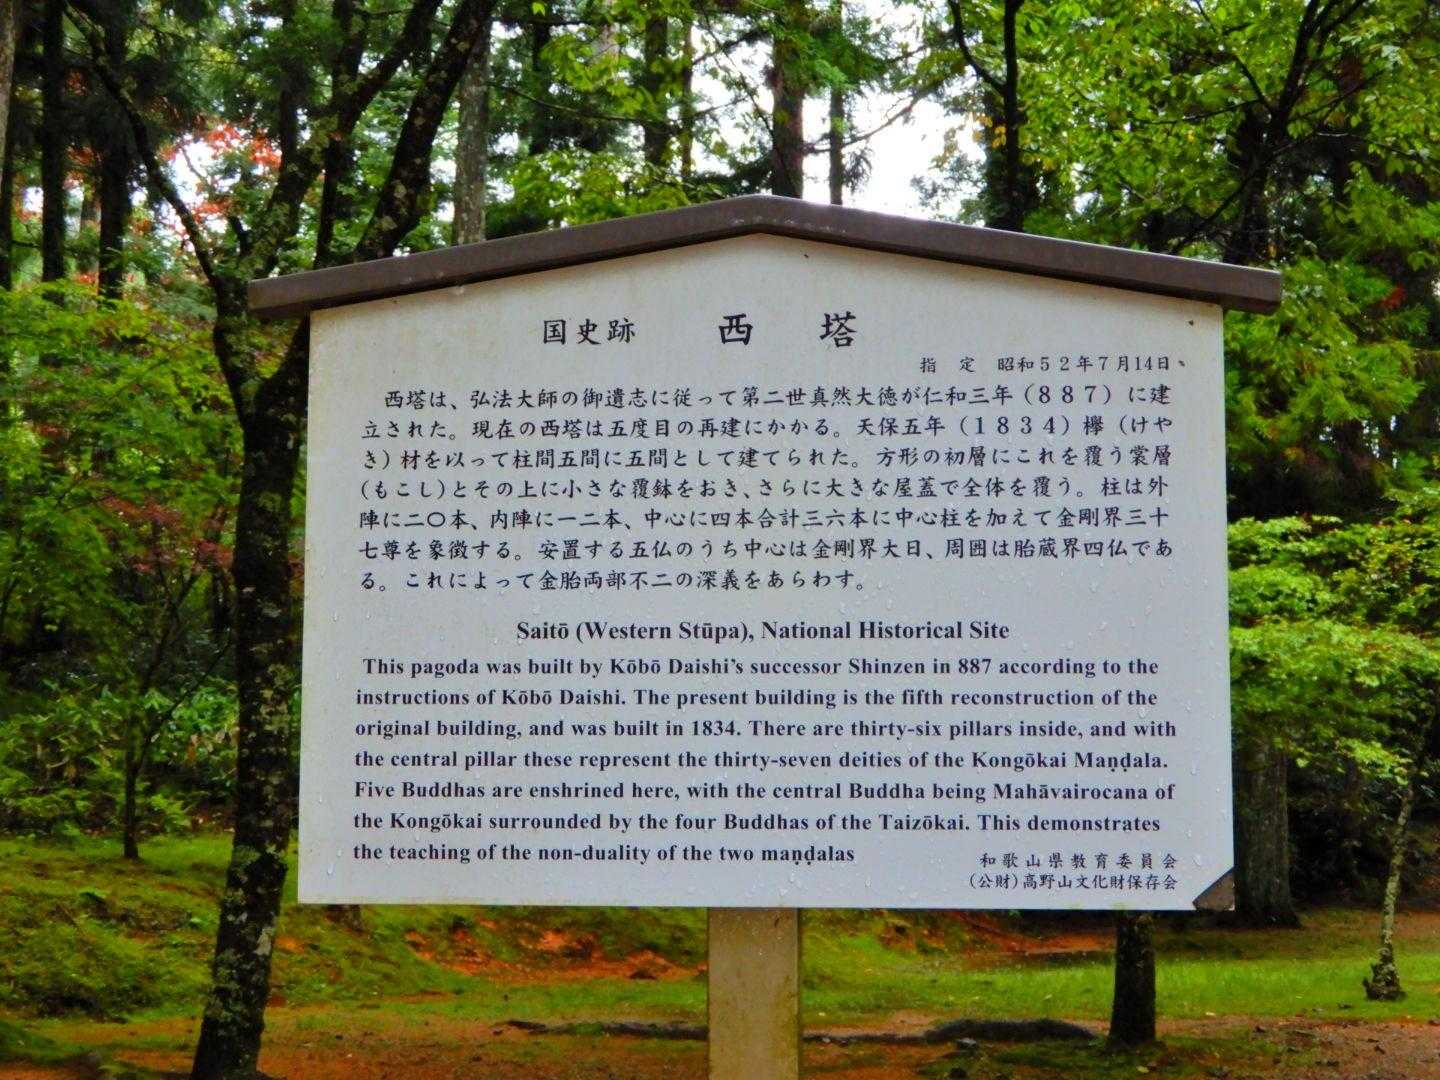 国史跡 西塔
指定 昭和52年7月14日、
西塔は、弘法大師の御遺志に従って第二世真然大徳が仁和三年（887）に建
立された。現在の西塔は五度目の再建にかかる。天保五年（1834）欅（けや
き）材を以って柱間五間に五間として建てられた。方形の初層にこれを覆う裳層
（もこし）とその上に小さな覆鉢をおき、さらに大きな屋蓋で全体を覆う。柱は外
陣に二〇本、内陣に一二本、中心に四本合計三六本に中心柱を加えて金剛界三十
七尊を象徴する。安置する五仏のうち中心は金剛界大日、周囲は胎蔵界四仏であ
る。これによって金胎両部不二の深義をあらわす。
Saitō (Western Stūpa), National Historical Site
This pagoda was built by Kōbō Daishi's successor Shinzen in 887 according to the
instructions of Kōbō Daishi. The present building is the fifth reconstruction of the
original building, and was built in 1834. There are thirty-six pillars inside, and with
the central pillar these represent the thirty-seven deities of the Kongōkai Maṇḍala.
Five Buddhas are enshrined here, with the central Buddha being Mahāvairocana of
the Kongōkai surrounded by the four Buddhas of the Taizōkai. This demonstrates
the teaching of the non-duality of the two maṇḍalas
和歌山県教育委員会
（公財）高野山文化財保存会